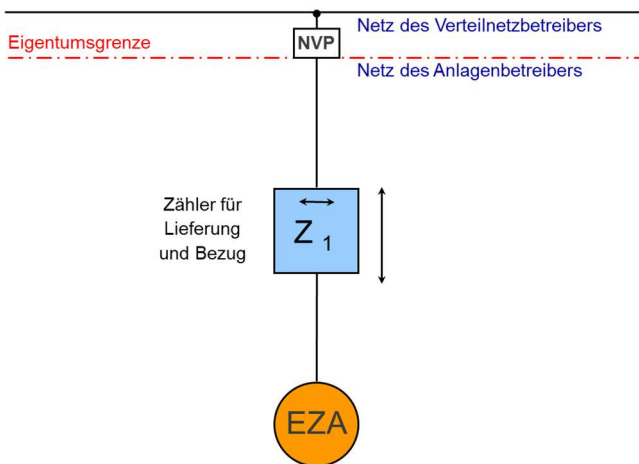 Netz des Verteilnetzbetreibers
Eigentumsgrenze
NVP
Netz des Anlagenbetreibers
Zähler für
Lieferung
und Bezug
Z 1
EZA